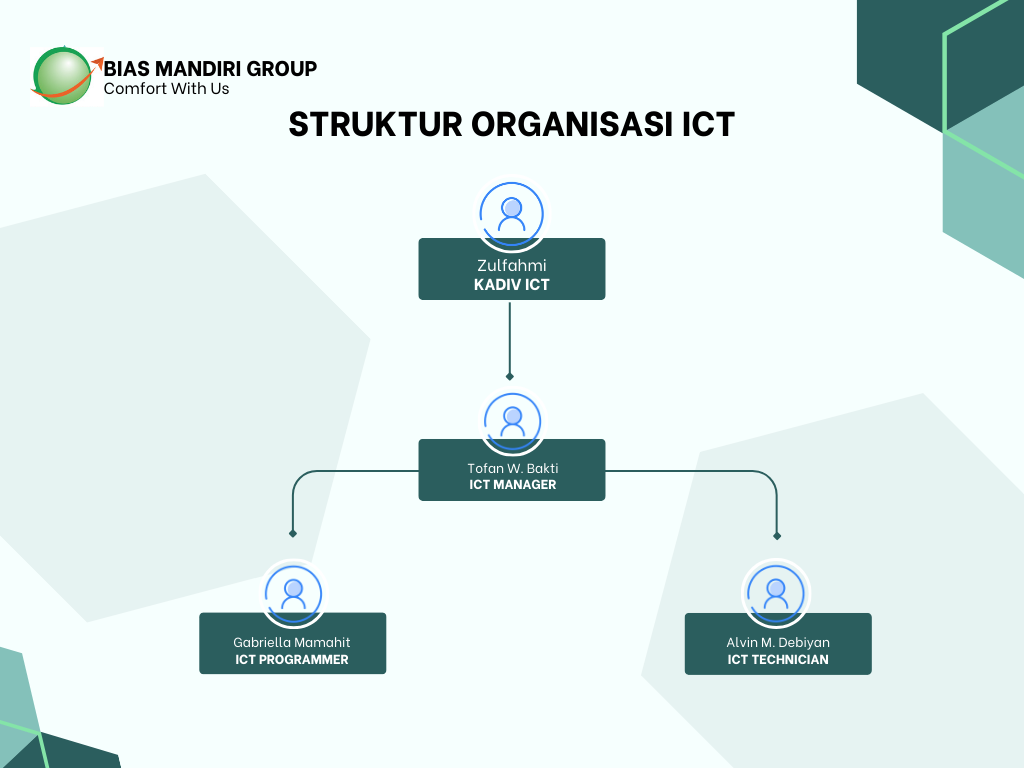 BIAS MANDIRI GROUP
Comfort With Us
STRUKTUR ORGANISASI ICT
Zulfahmi
KADIV ICT
Tofan W. Bakti
ICT MANAGER
Gabriella Mamahit
ICT PROGRAMMER
Alvin M. Debiyan
ICT TECHNICIAN